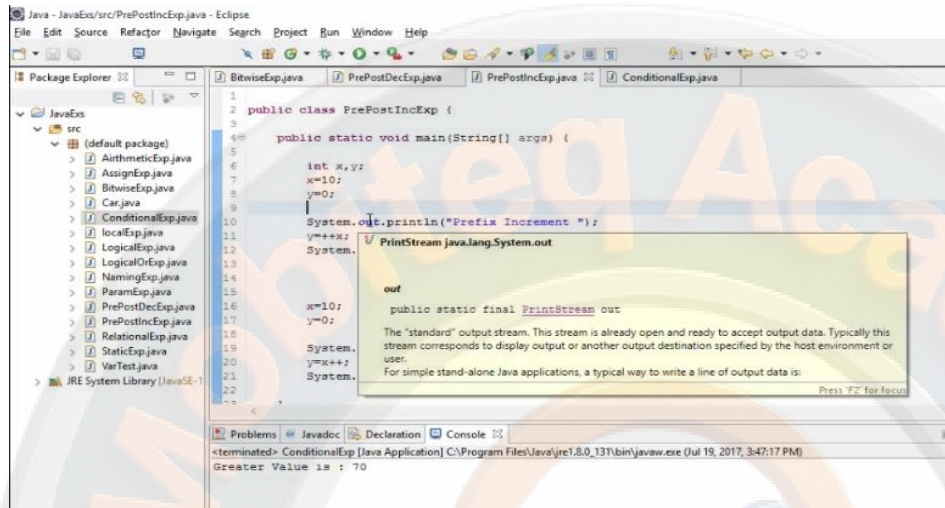 Java - JavaExs/src/PrePostIncExp.java - Eclipse
File Edit Source Refactor Navigate Search Project Run Window Help
Package Explorer
BitwiseExp.java PrePostDecExp.java PrePostIncExp.java ConditionalExp.java
JavaExs
src
(default package)
AirthmeticExp.java
AssignExp.java
BitwiseExp.java
Car.java
ConditionalExp.java
localExp.java
LogicalExp.java
LogicalOrExp.java
NamingExp.java
ParamExp.java
PrePostDecExp.java
PrePostIncExp.java
RelationalExp.java
StaticExp.java
VarTest.java
JRE System Library [JavaSE-1
1
2 public class PrePostIncExp {
3
4 public static void main(String[] args) {
5
6 int x,y;
7 x=10;
8 y=0;
9
10 System.out.println("Prefix Increment ");
11 y=++x;
12 System.
13
14
15
16 x=10;
17 y=0;
18
19 System.
20 y=x++;
21 System.
22
23 }
PrintStream java.lang.System.out
out
public static final PrintStream out
The "standard" output stream. This stream is already open and ready to accept output data. Typically this
stream corresponds to display output or another output destination specified by the host environment or
user.
For simple stand-alone Java applications, a typical way to write a line of output data is:
Press 'F2' for focus
Problems Javadoc Declaration Console
<terminated> ConditionalExp [Java Application] C:\Program Files\Java\jre1.8.0_131\bin\javaw.exe (Jul 19, 2017, 3:47:17 PM)
Greater Value is : 70
Mobiteq Aca